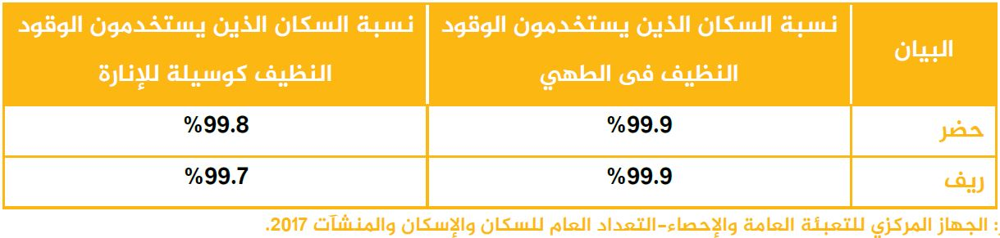 البيان
نسبة السكان الذين يستخدمون الوقود
النظيف فى الطهي
نسبة السكان الذين يستخدمون الوقود
النظيف كوسيلة للإنارة
حضر
%99.9
%99.8
ريف
%99.9
%99.7
: الجهاز المركزي للتعبئة العامة والإحصاء-التعداد العام للسكان والإسكان والمنشآت 2017.